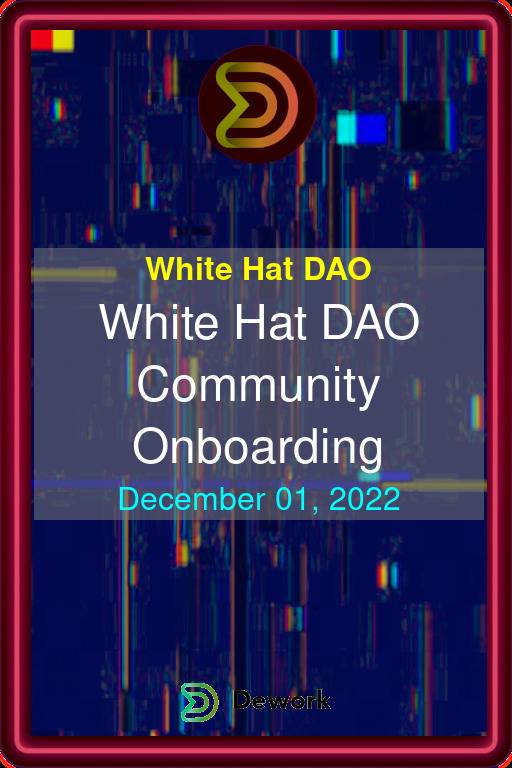 White Hat DAO
White Hat DAO
Community
Onboarding
December 01, 2022
Dework